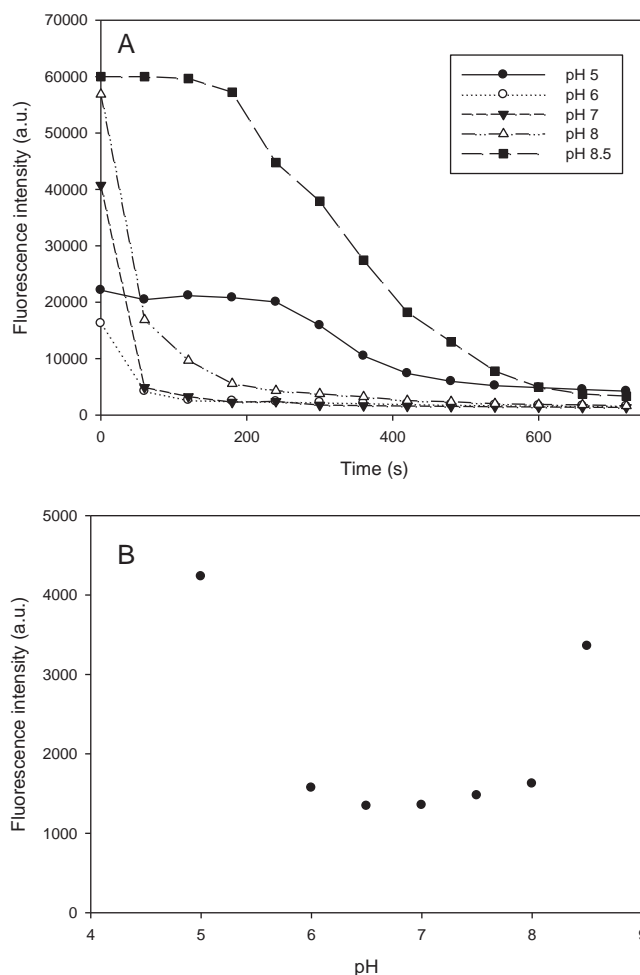 A
70000
60000
50000
40000
30000
20000
10000
0
Fluorescence intensity (a.u.)
pH 5
pH 6
pH 7
pH 8
pH 8.5
0 200 400 600
Time (s)
B
5000
4000
3000
2000
1000
0
Fluorescence intensity (a.u.)
4 5 6 7 8 9
pH